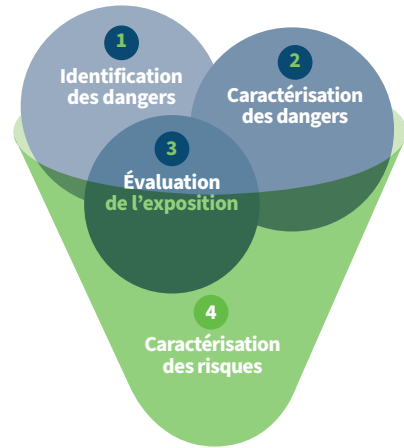 1
Identification
des dangers
2
Caractérisation
des dangers
3
Évaluation
de l’exposition
4
Caractérisation
des risques